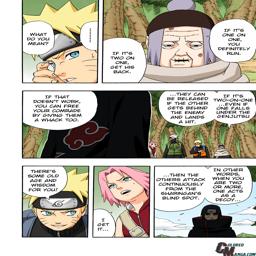 IF IT'S
ONE ON
ONE, YOU
DEFINITELY
RUN.
IF IT'S
TWO ON
ONE, GET
HIS BACK.
WHAT DO
YOU MEAN?
IF IT'S
TWO-ON-ONE
...EVEN IF
ONE FALLS
UNDER THE
GENJUTSU
...THEY CAN
BE RELEASED
IF THE OTHER
GETS BEHIND
THE ENEMY
AND LANDS
A HIT.
IF THAT
DOESN'T WORK,
YOU CAN FREE
YOUR COMRADE
BY GIVING THEM
A WHACK TOO.
IN OTHER
WORDS,
WHEN YOU
ARE TWO
OR MORE,
ONE ACTS
AS A
DECOY...
THEN THE
OTHERS ATTACK
CONTINUOUSLY
FROM THE
SHARINGAN'S
BLIND SPOT.
I
GET
IT...
THERE'S
SOME OLD
AGE AND
WISDOM
FOR YOU!